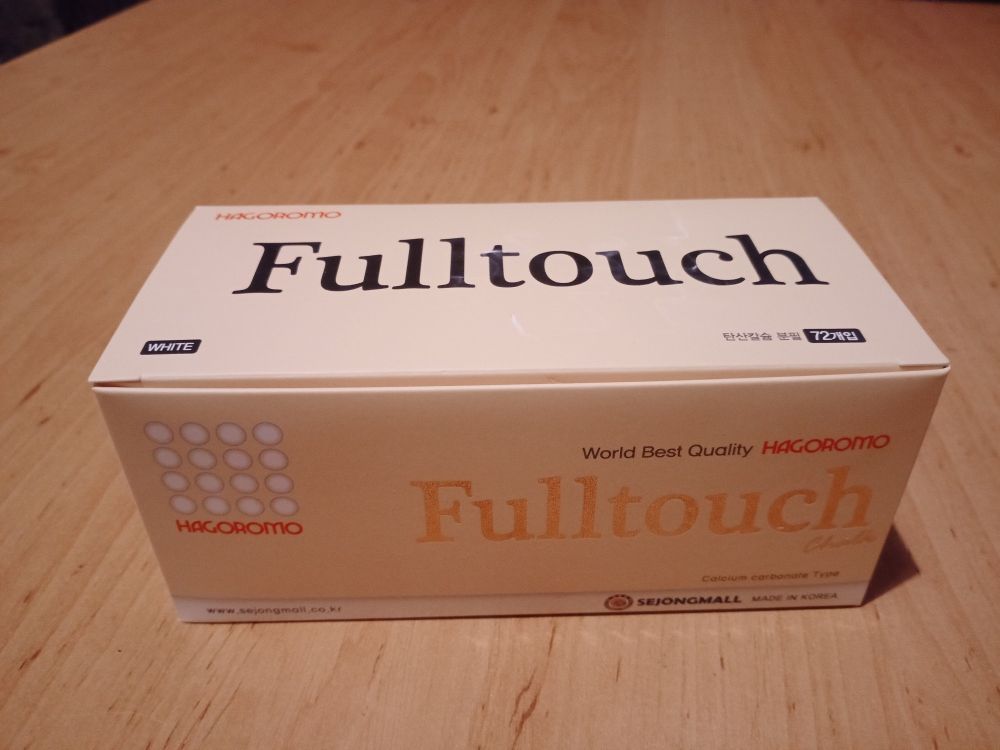 HAGOROMO
Fulltouch
WHITE
탄산칼슘 분필 72개입
HAGOROMO
World Best Quality HAGOROMO
Fulltouch
Chalk
Calcium carbonate Type
www.sejongmall.co.kr
SEJONGMALL MADE IN KOREA